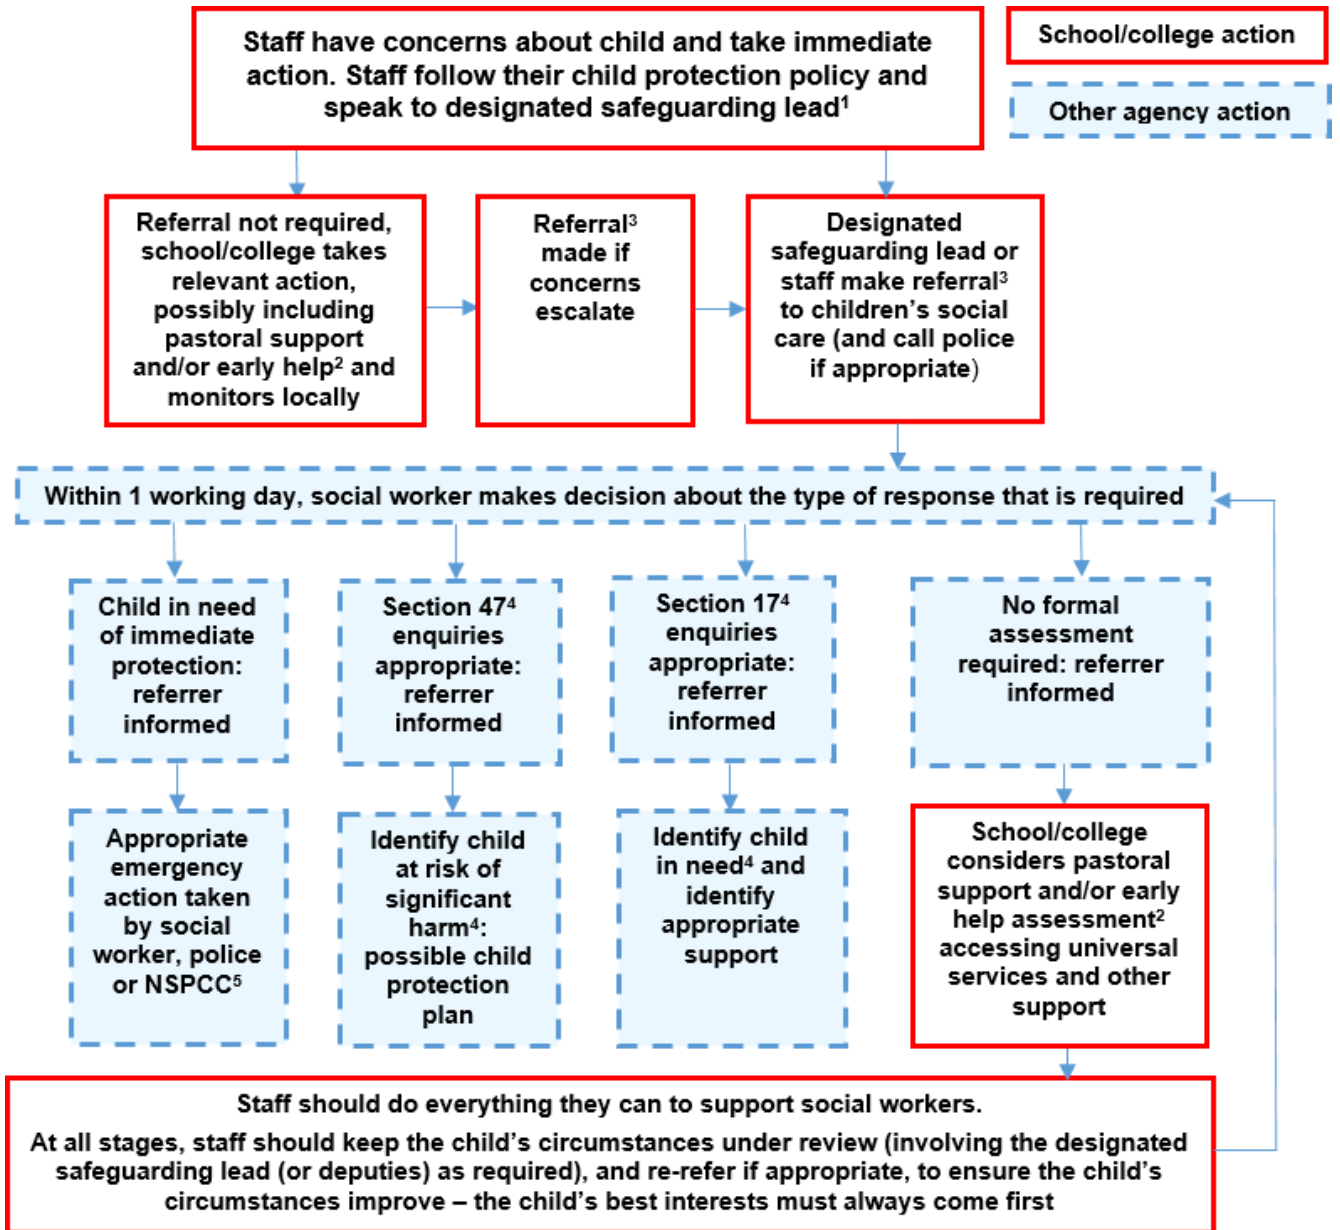 Staff have concerns about child and take immediate
action. Staff follow their child protection policy and
speak to designated safeguarding lead¹
School/college action
Other agency action
Referral not required,
school/college takes
relevant action,
possibly including
pastoral support
and/or early help² and
monitors locally
Referral³
made if
concerns
escalate
Designated
safeguarding lead or
staff make referral³
to children’s social
care (and call police
if appropriate)
Within 1 working day, social worker makes decision about the type of response that is required
Child in need
of immediate
protection:
referrer
informed
Section 47⁴
enquiries
appropriate:
referrer
informed
Section 17⁴
enquiries
appropriate:
referrer
informed
No formal
assessment
required: referrer
informed
Appropriate
emergency
action taken
by social
worker, police
or NSPCC⁵
Identify child
at risk of
significant
harm⁴:
possible child
protection
plan
Identify child
in need⁴ and
identify
appropriate
support
School/college
considers pastoral
support and/or early
help assessment²
accessing universal
services and other
support
Staff should do everything they can to support social workers.
At all stages, staff should keep the child’s circumstances under review (involving the designated
safeguarding lead (or deputies) as required), and re-refer if appropriate, to ensure the child’s
circumstances improve – the child’s best interests must always come first